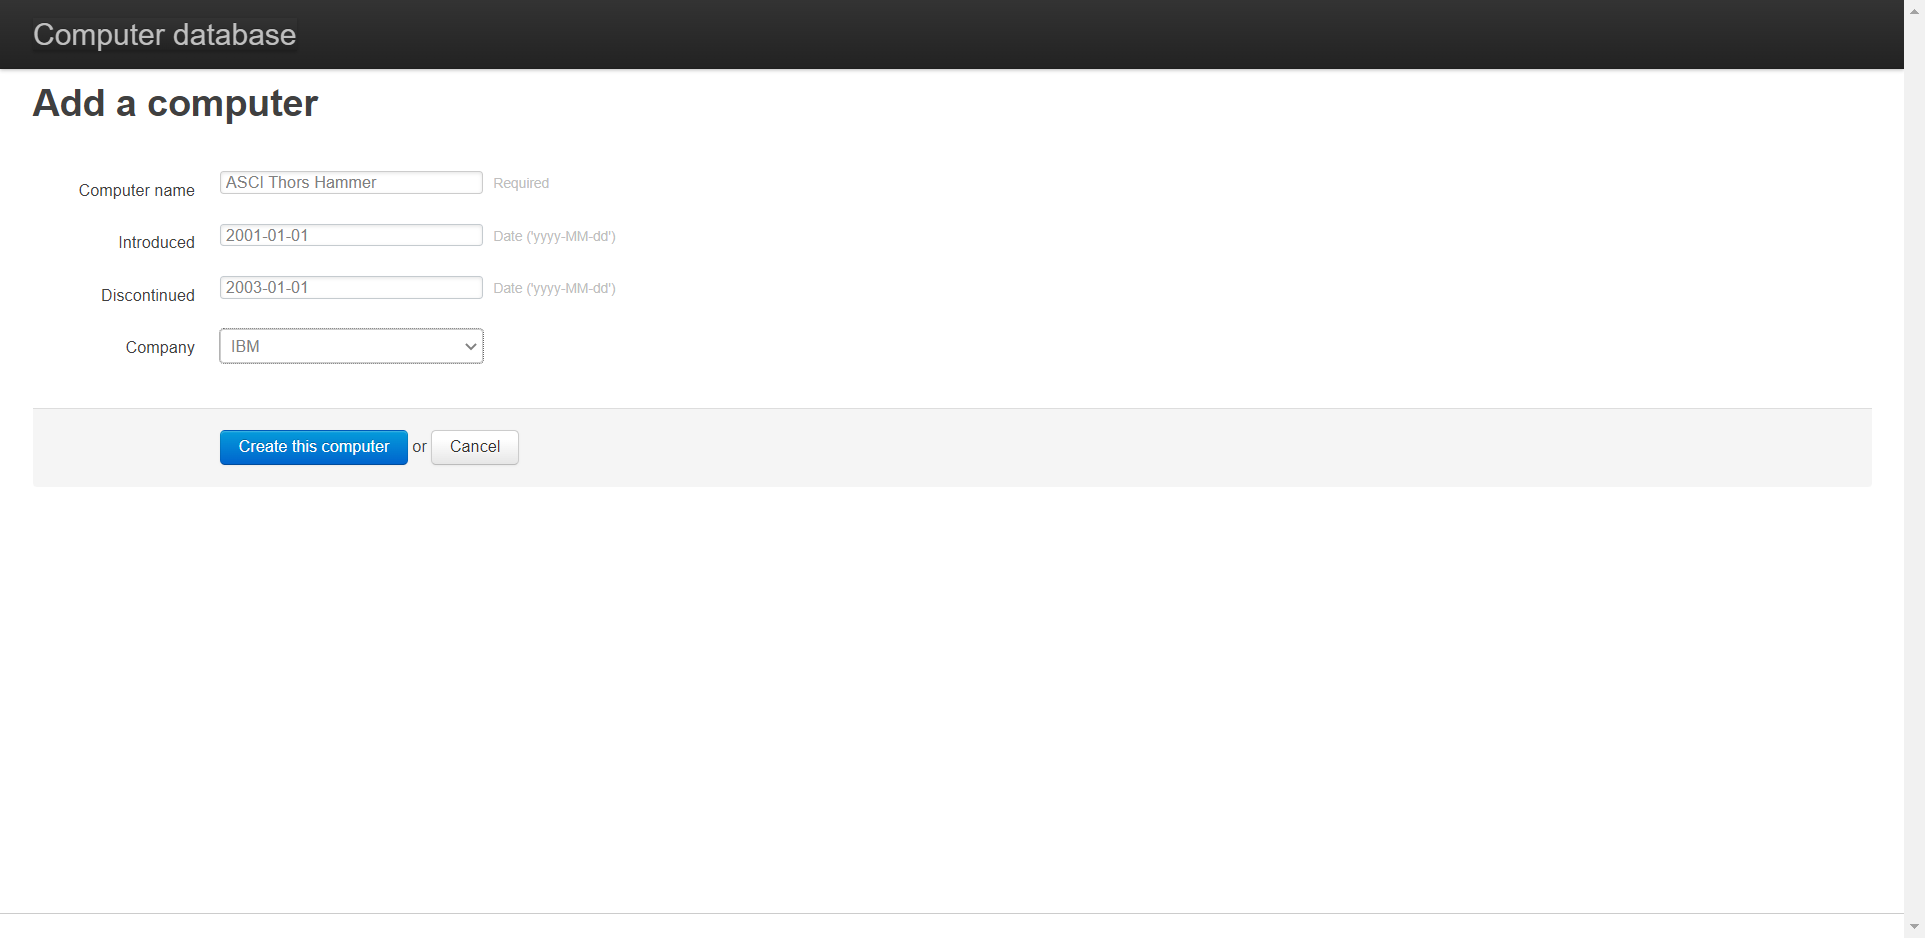 Computer database
Add a computer
Computer name ASCI Thors Hammer Required
Introduced 2001-01-01 Date ('yyyy-MM-dd')
Discontinued 2003-01-01 Date ('yyyy-MM-dd')
Company IBM
Create this computer or Cancel